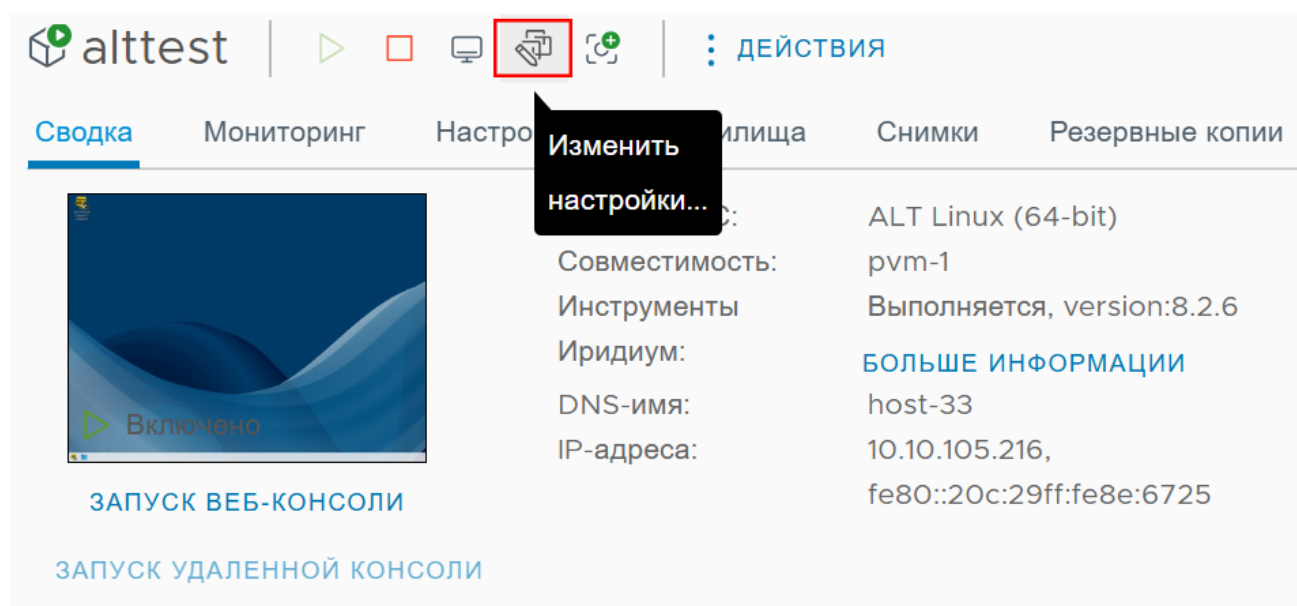 alttest ДЕЙСТВИЯ
Сводка Мониторинг Настро илища Снимки Резервные копии
Изменить
настройки...
С: ALT Linux (64-bit)
Совместимость: pvm-1
Инструменты Выполняется, version:8.2.6
Иридиум: БОЛЬШЕ ИНФОРМАЦИИ
DNS-имя: host-33
IP-адреса: 10.10.105.216,
fe80::20c:29ff:fe8e:6725
Включено
ЗАПУСК ВЕБ-КОНСОЛИ
ЗАПУСК УДАЛЕННОЙ КОНСОЛИ